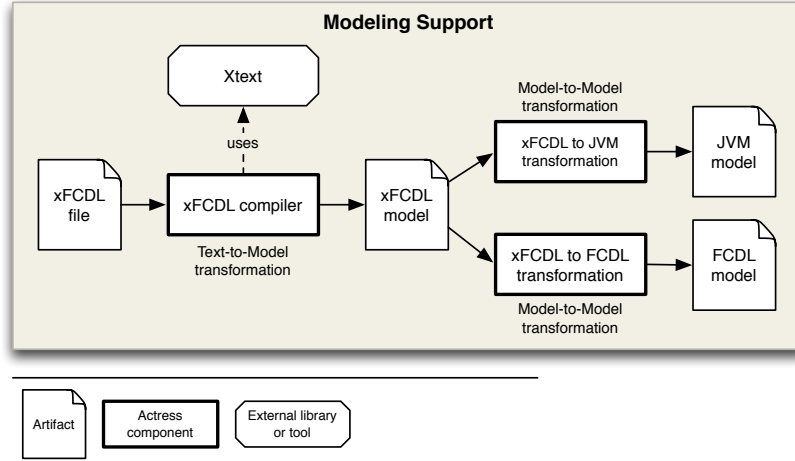 Modeling Support
Xtext
uses
xFCDL
file
xFCDL compiler
Text-to-Model
transformation
xFCDL
model
Model-to-Model
transformation
xFCDL to JVM
transformation
JVM
model
xFCDL to FCDL
transformation
Model-to-Model
transformation
FCDL
model
Artifact
Actress
component
External library
or tool